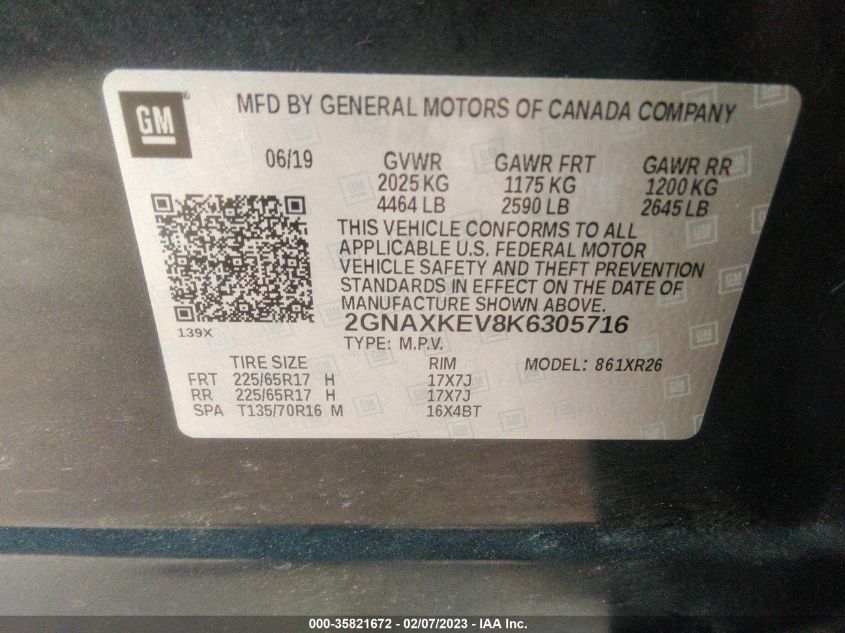 GM
MFD BY GENERAL MOTORS OF CANADA COMPANY
06/19 GVWR GAWR FRT GAWR RR
2025 KG 1175 KG 1200 KG
4464 LB 2590 LB 2645 LB
THIS VEHICLE CONFORMS TO ALL
APPLICABLE U.S. FEDERAL MOTOR
VEHICLE SAFETY AND THEFT PREVENTION
STANDARDS IN EFFECT ON THE DATE OF
MANUFACTURE SHOWN ABOVE.
2GNAXKEV8K6305716
139X
TYPE: M.P.V.
TIRE SIZE RIM MODEL: 861XR26
FRT 225/65R17 H 17X7J
RR 225/65R17 H 17X7J
SPA T135/70R16 M 16X4BT
000-35821672 - 02/07/2023 - IAA Inc.